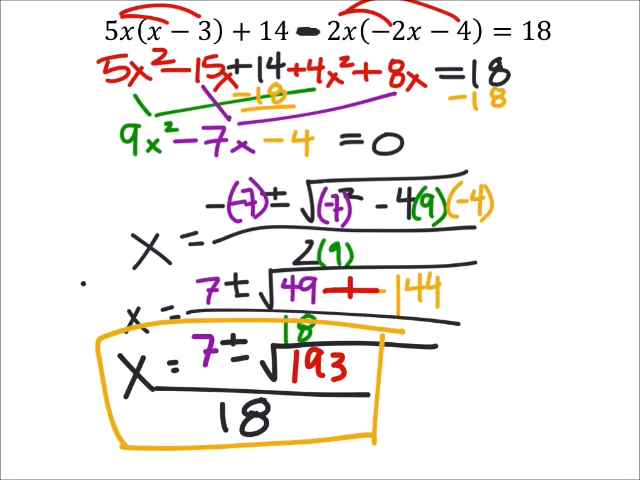 5x(x − 3) + 14 − 2x(−2x − 4) = 18
5x² − 15x + 14 + 4x² + 8x = 18
− 18 − 18
9x² − 7x − 4 = 0
x = −(−7) ± √(−7)² − 4(9)(−4)
2(9)
x = 7 ± √49 + 144
18
x = 7 ± √193
18